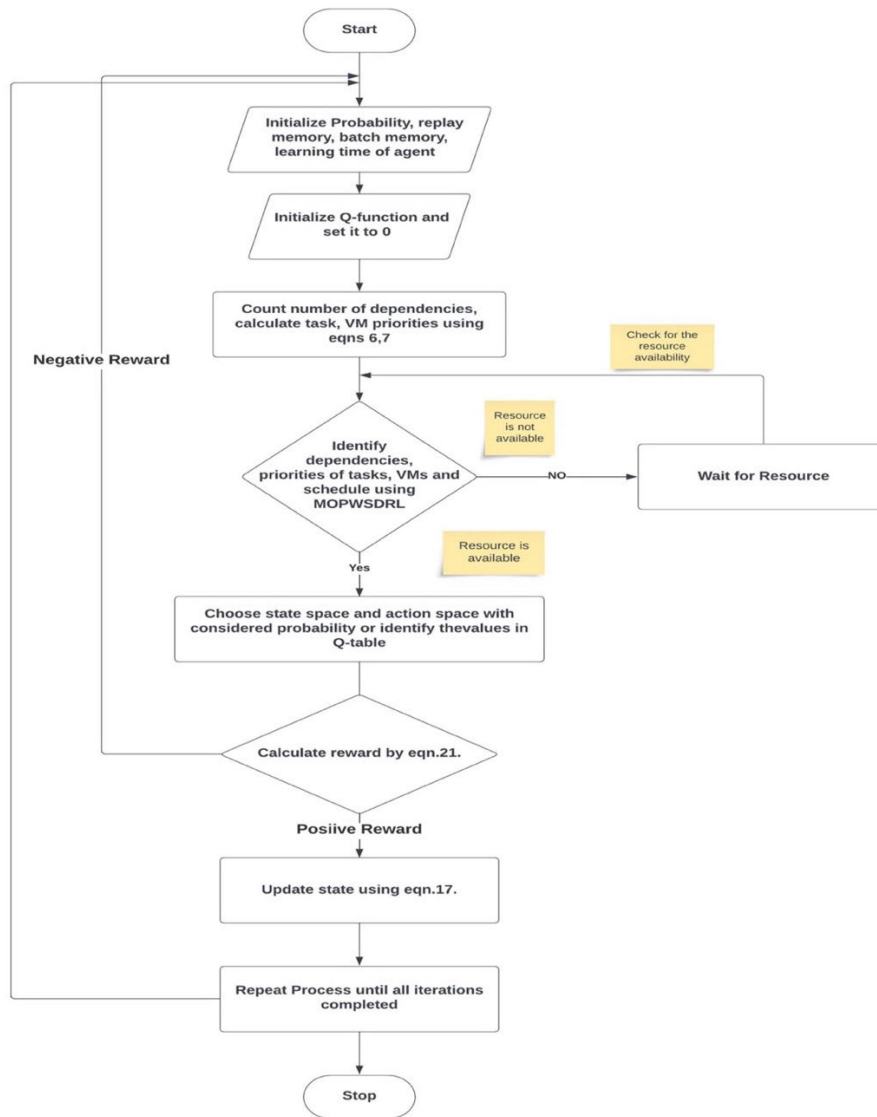 Start
Initialize Probability, replay
memory, batch memory,
learning time of agent
Initialize Q-function and
set it to 0
Count number of dependencies,
calculate task, VM priorities using
eqns 6,7
Negative Reward
Check for the
resource
availability
Resource
is not
available
Identify
dependencies,
priorities of tasks, VMs and
schedule using
MOPWSDRL
NO
Wait for Resource
Resource is
available
Yes
Choose state space and action space with
considered probability or identify thevalues in
Q-table
Calculate reward by eqn.21.
Posiive Reward
Update state using eqn.17.
Repeat Process until all iterations
completed
Stop